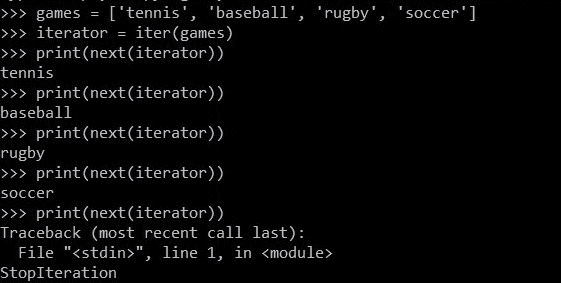 >>> games = ['tennis', 'baseball', 'rugby', 'soccer']
>>> iterator = iter(games)
>>> print(next(iterator))
tennis
>>> print(next(iterator))
baseball
>>> print(next(iterator))
rugby
>>> print(next(iterator))
soccer
>>> print(next(iterator))
Traceback (most recent call last):
  File "<stdin>", line 1, in <module>
StopIteration